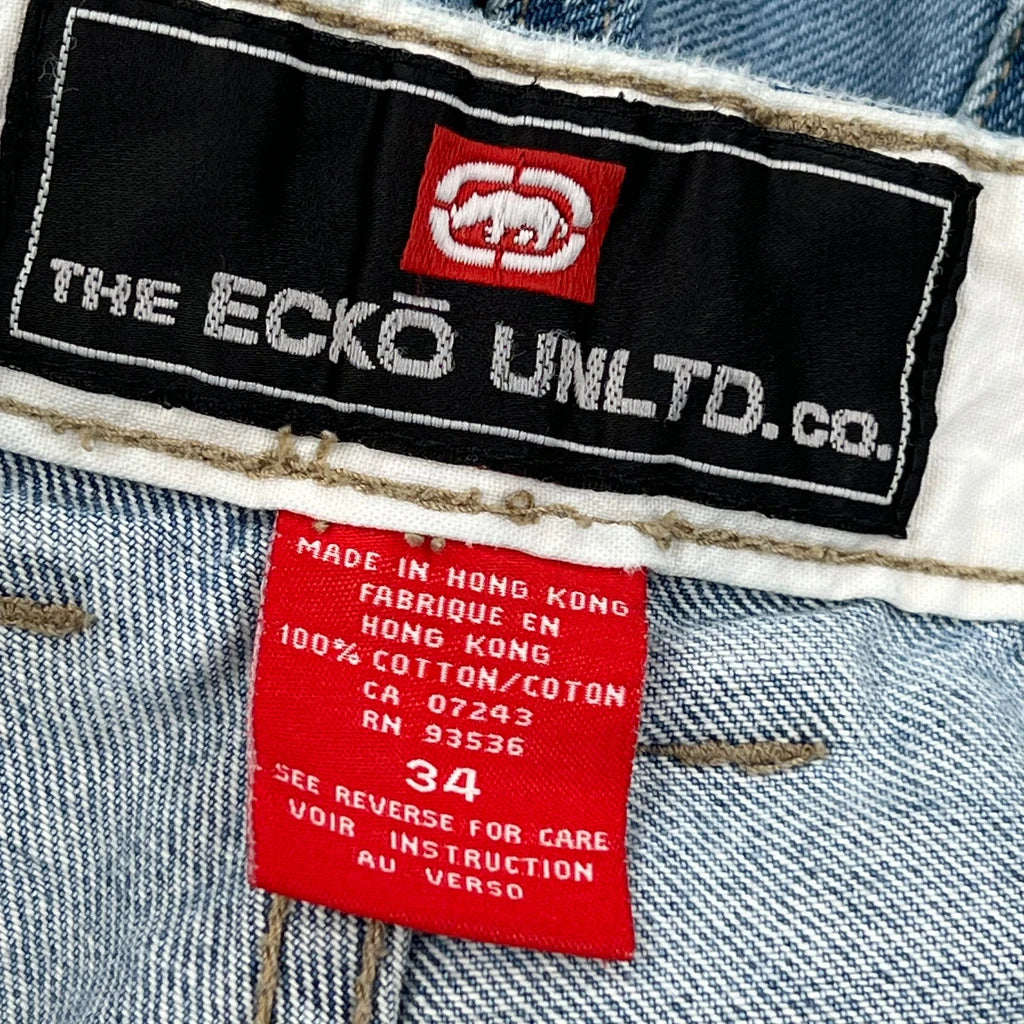 THE ECKŌ UNLTD. CO.
MADE IN HONG KONG
FABRIQUE EN
HONG KONG
100% COTTON/COTON
CA 07243
RN 93536
34
SEE REVERSE FOR CARE
VOIR INSTRUCTION
AU VERSO